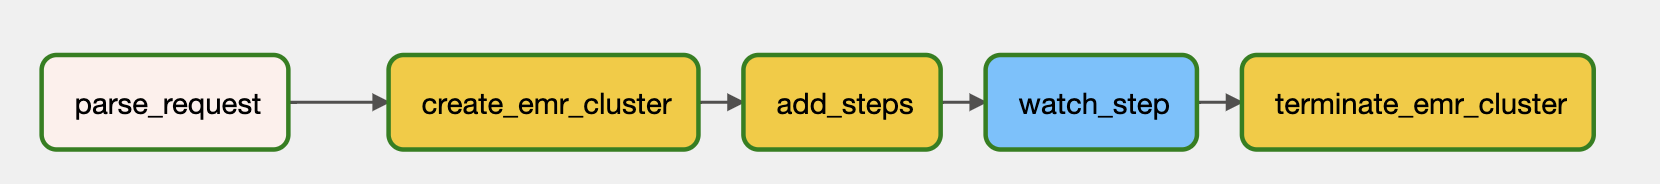 parse_request
create_emr_cluster
add_steps
watch_step
terminate_emr_cluster